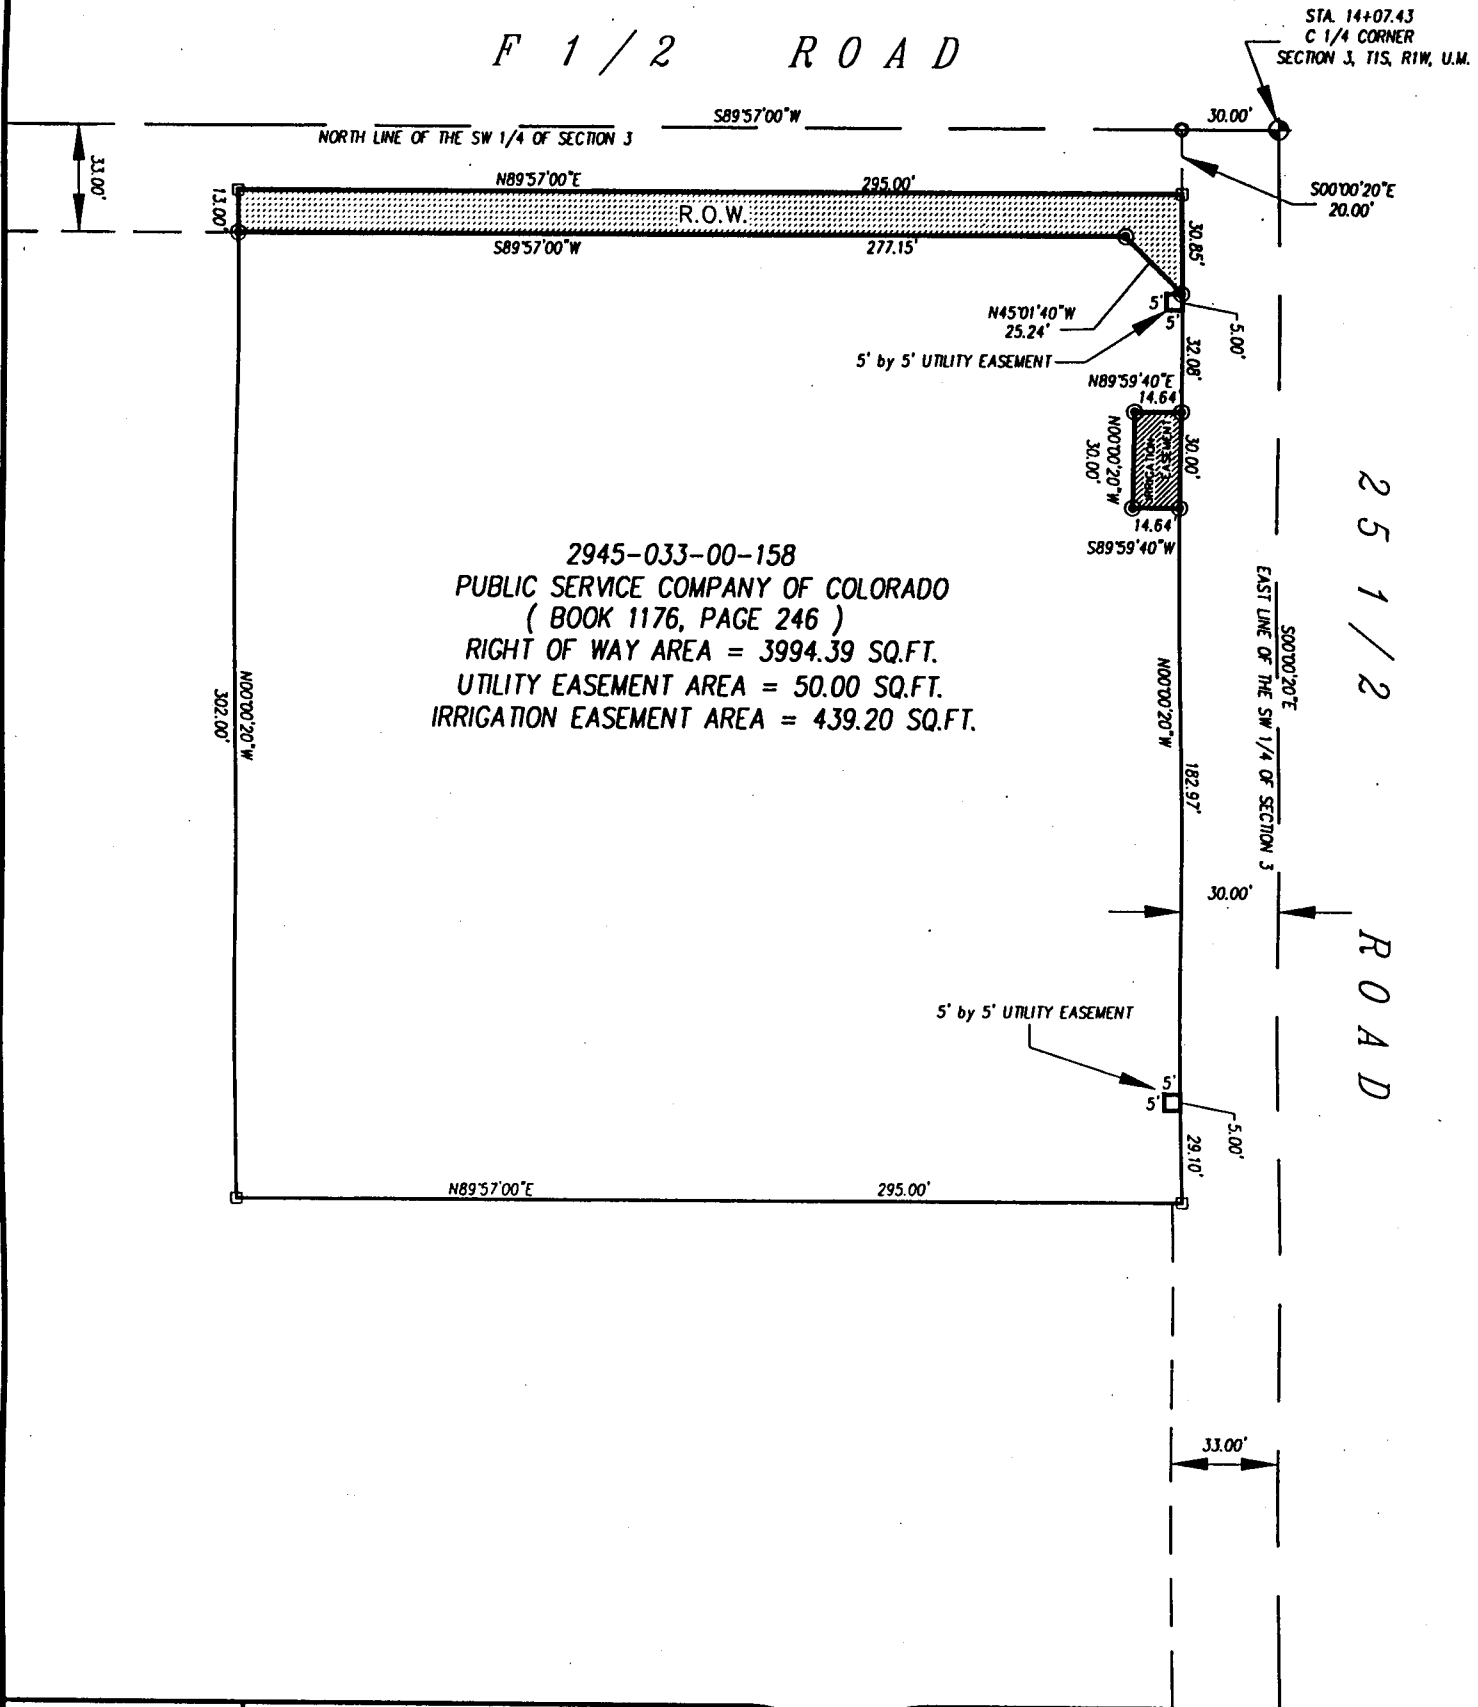 STA. 14+07.43
C 1/4 CORNER
SECTION 3, T1S, R1W, U.M.
F 1/2 ROAD
S89°57'00"W
30.00'
NORTH LINE OF THE SW 1/4 OF SECTION 3
33.00'
S00°00'20"E
20.00'
N89°57'00"E
295.00'
13.00'
R.O.W.
30.85'
S89°57'00"W
277.15'
N45°01'40"W
25.24'
5'
5'
5.00'
5' by 5' UTILITY EASEMENT
32.08'
N89°59'40"E
14.64'
N00°00'20"W
30.00'
IRRIGATION
EASEMENT
30.00'
14.64'
S89°59'40"W
25 1/2 ROAD
2945-033-00-158
PUBLIC SERVICE COMPANY OF COLORADO
( BOOK 1176, PAGE 246 )
RIGHT OF WAY AREA = 3994.39 SQ.FT.
UTILITY EASEMENT AREA = 50.00 SQ.FT.
IRRIGATION EASEMENT AREA = 439.20 SQ.FT.
N00°00'20"W
302.00'
N00°00'20"W
182.97'
S00°00'20"E
EAST LINE OF THE SW 1/4 OF SECTION 3
30.00'
5' by 5' UTILITY EASEMENT
5'
5'
5.00'
29.10'
N89°57'00"E
295.00'
33.00'